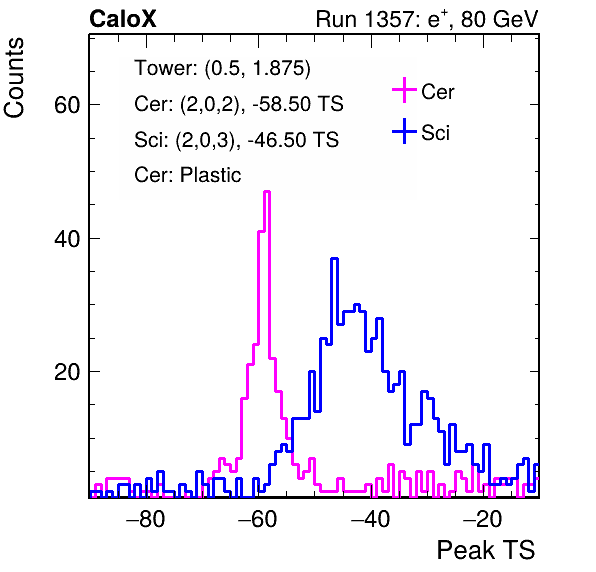 CaloX Run 1357: e⁺, 80 GeV
Counts
Tower: (0.5, 1.875)
Cer: (2,0,2), -58.50 TS
Sci: (2,0,3), -46.50 TS
Cer: Plastic
Cer
Sci
60
40
20
−80 −60 −40 −20
Peak TS